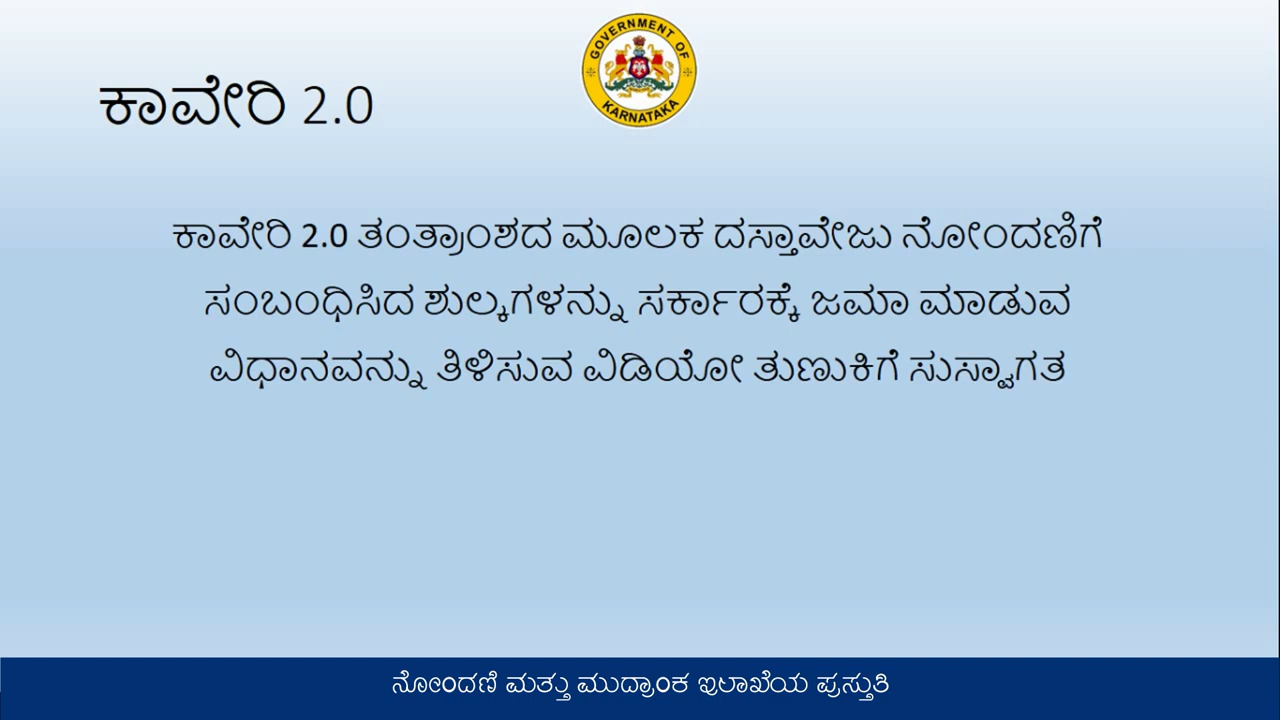 GOVERNMENT OF
KARNATAKA
ಕಾವೇರಿ 2.0
ಕಾವೇರಿ 2.0 ತಂತ್ರಾಂಶದ ಮೂಲಕ ದಸ್ತಾವೇಜು ನೋಂದಣಿಗೆ
ಸಂಬಂಧಿಸಿದ ಶುಲ್ಕಗಳನ್ನು ಸರ್ಕಾರಕ್ಕೆ ಜಮಾ ಮಾಡುವ
ವಿಧಾನವನ್ನು ತಿಳಿಸುವ ವಿಡಿಯೋ ತುಣುಕಿಗೆ ಸುಸ್ವಾಗತ
ನೋಂದಣಿ ಮತ್ತು ಮುದ್ರಾಂಕ ಇಲಾಖೆಯ ಪ್ರಸ್ತುತಿ